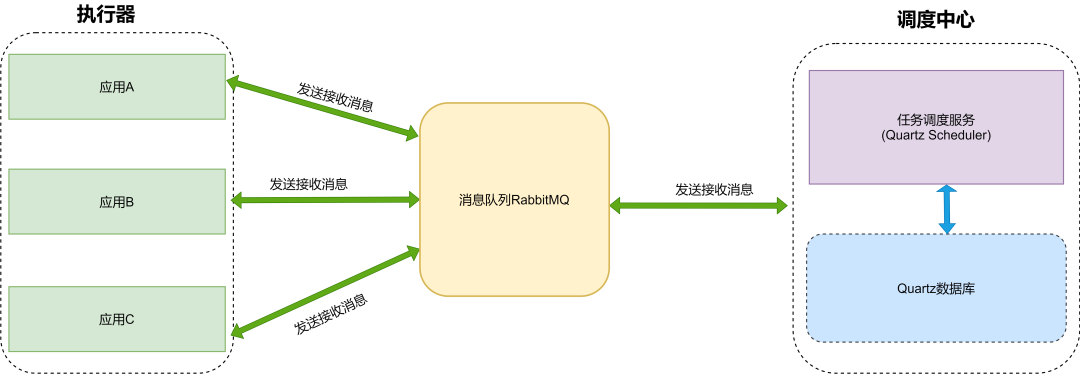 执行器
应用A
应用B
应用C
发送接收消息
发送接收消息
发送接收消息
消息队列RabbitMQ
发送接收消息
调度中心
任务调度服务
(Quartz Scheduler)
Quartz数据库